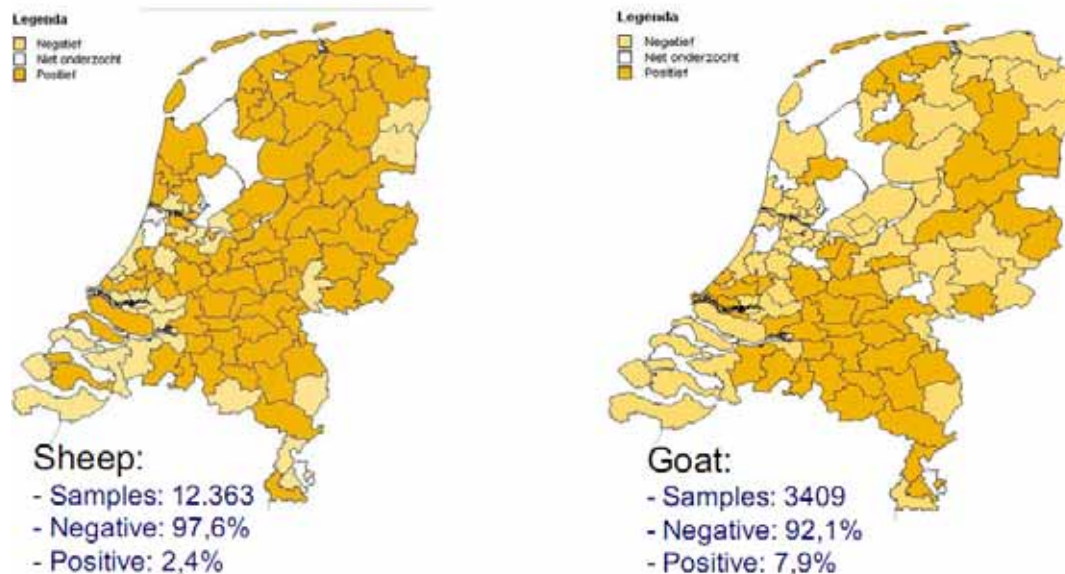 Legenda
Negatief
Niet onderzocht
Positief
Sheep:
- Samples: 12.363
- Negative: 97,6%
- Positive: 2,4%
Legenda
Negatief
Niet onderzocht
Positief
Goat:
- Samples: 3409
- Negative: 92,1%
- Positive: 7,9%